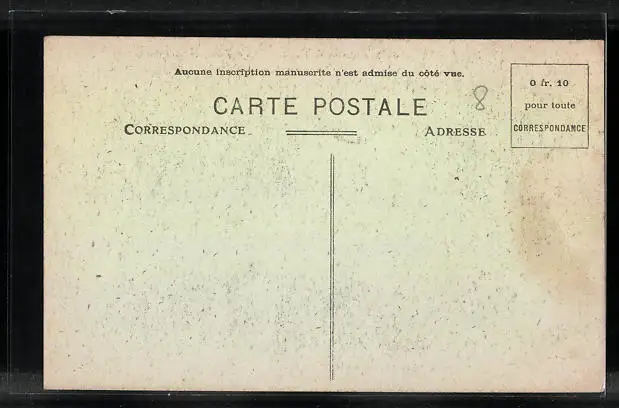 Aucune inscription manuscrite n'est admise du côté vue.
CARTE POSTALE
CORRESPONDANCE
ADRESSE
0 fr. 10
pour toute
CORRESPONDANCE
8